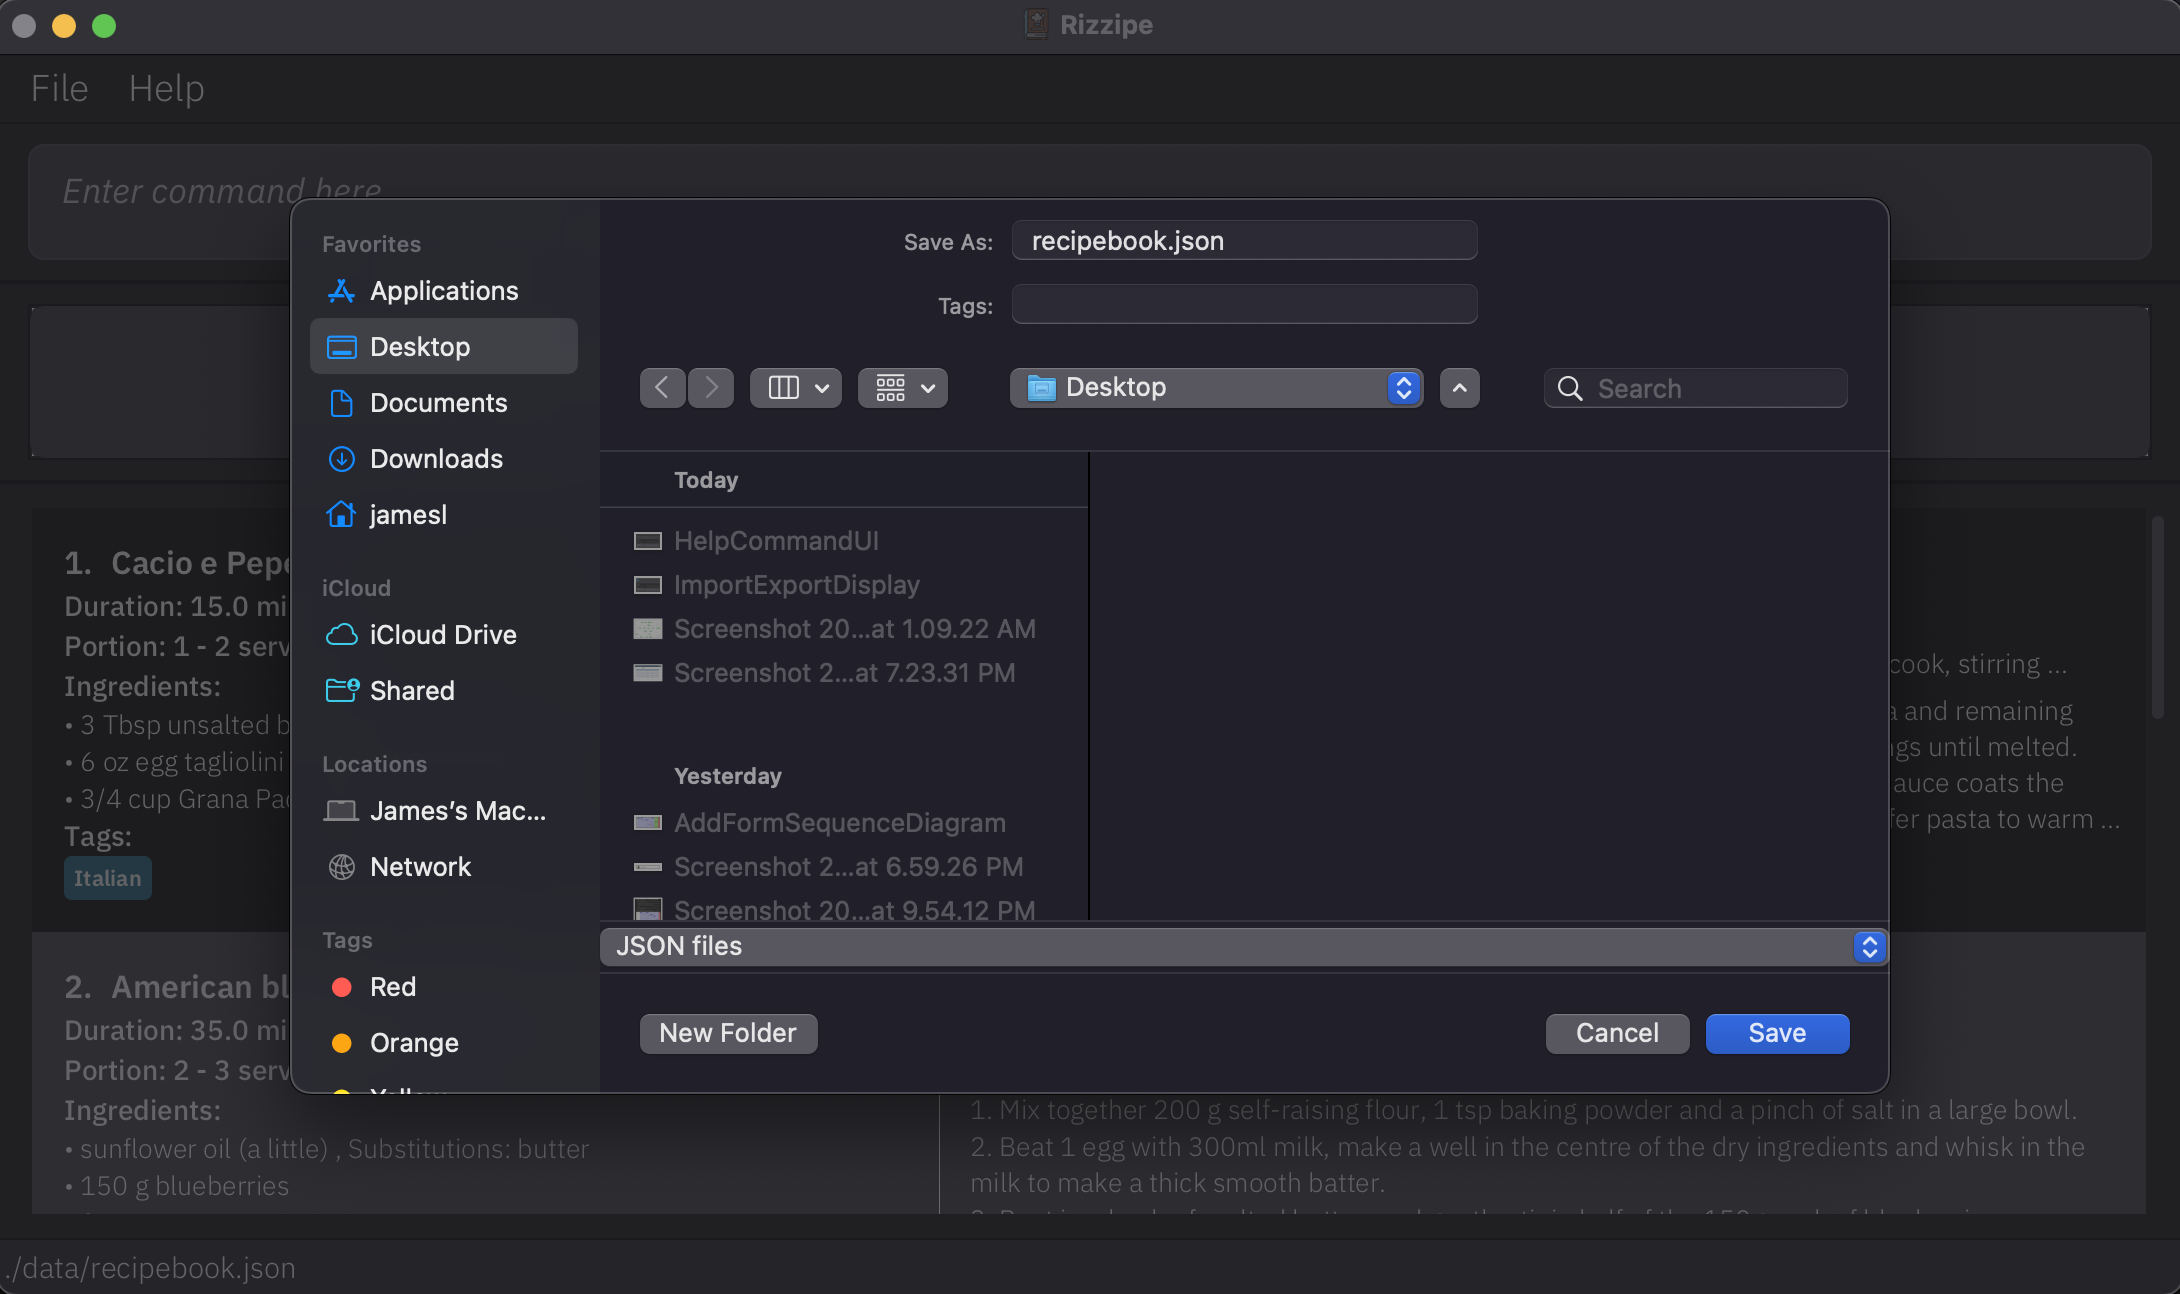 Rizzipe
File Help
Enter command here
Favorites
Applications
Desktop
Documents
Downloads
jamesl
iCloud
iCloud Drive
Shared
Locations
James's Mac...
Network
Tags
Red
Orange
Yellow
Save As: recipebook.json
Tags:
Desktop
Search
Today
HelpCommandUI
ImportExportDisplay
Screenshot 20...at 1.09.22 AM
Screenshot 2...at 7.23.31 PM
Yesterday
AddFormSequenceDiagram
Screenshot 2...at 6.59.26 PM
Screenshot 20...at 9.54.12 PM
JSON files
New Folder Cancel Save
1. Cacio e Pepe
Duration: 15.0 mi
Portion: 1 - 2 serv
Ingredients:
• 3 Tbsp unsalted b
• 6 oz egg tagliolini
• 3/4 cup Grana Pad
Tags:
Italian
cook, stirring ...
a and remaining
ngs until melted.
auce coats the
fer pasta to warm ...
2. American bl
Duration: 35.0 mi
Portion: 2 - 3 serv
Ingredients:
• sunflower oil (a little) , Substitutions: butter
• 150 g blueberries
1. Mix together 200 g self-raising flour, 1 tsp baking powder and a pinch of salt in a large bowl.
2. Beat 1 egg with 300ml milk, make a well in the centre of the dry ingredients and whisk in the
milk to make a thick smooth batter.
./data/recipebook.json